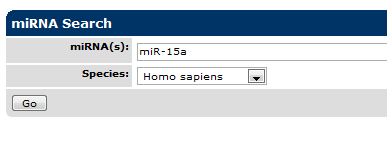 miRNA Search
miRNA(s): miR-15a
Species: Homo sapiens
Go